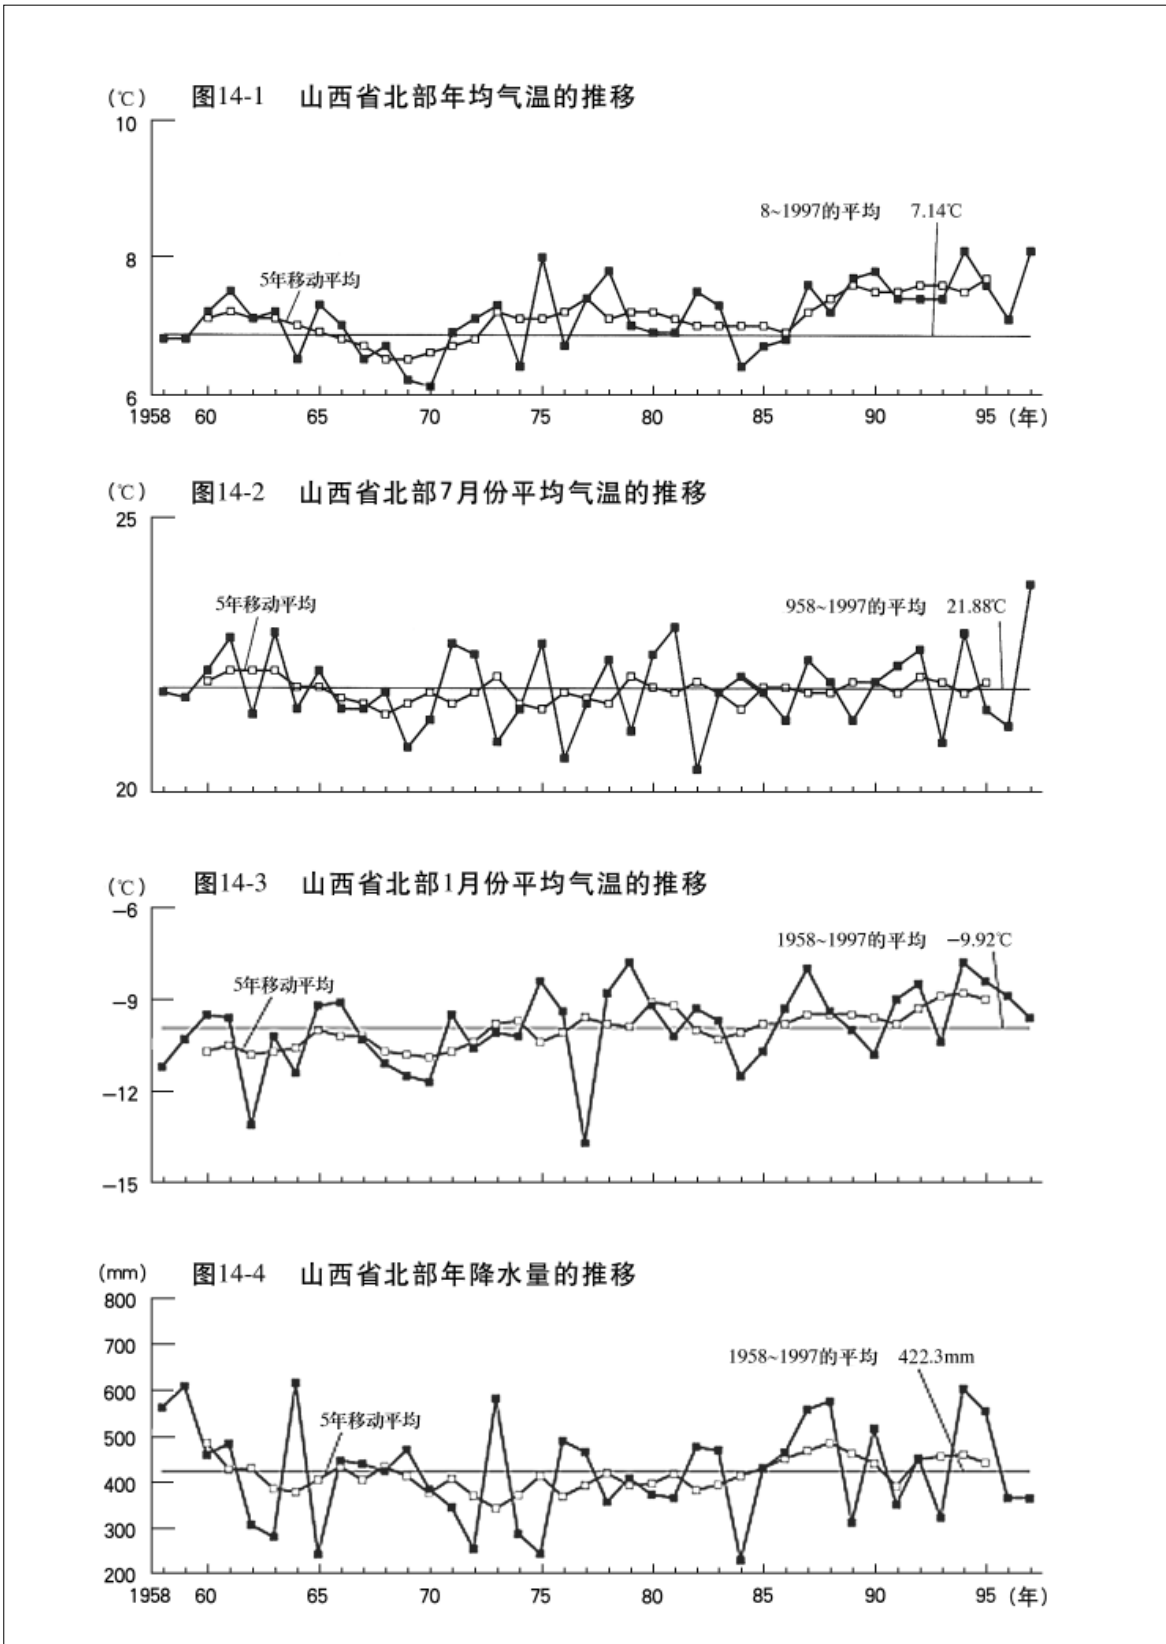 (℃) 图14-1 山西省北部年均气温的推移
10
8~1997的平均 7.14℃
8
5年移动平均
6
1958 60 65 70 75 80 85 90 95 (年)
(℃) 图14-2 山西省北部7月份平均气温的推移
25
5年移动平均 958~1997的平均 21.88℃
20
(℃) 图14-3 山西省北部1月份平均气温的推移
−6
1958~1997的平均 −9.92℃
5年移动平均
−9
−12
−15
(mm) 图14-4 山西省北部年降水量的推移
800
700
1958~1997的平均 422.3mm
600
5年移动平均
500
400
300
200
1958 60 65 70 75 80 85 90 95 (年)